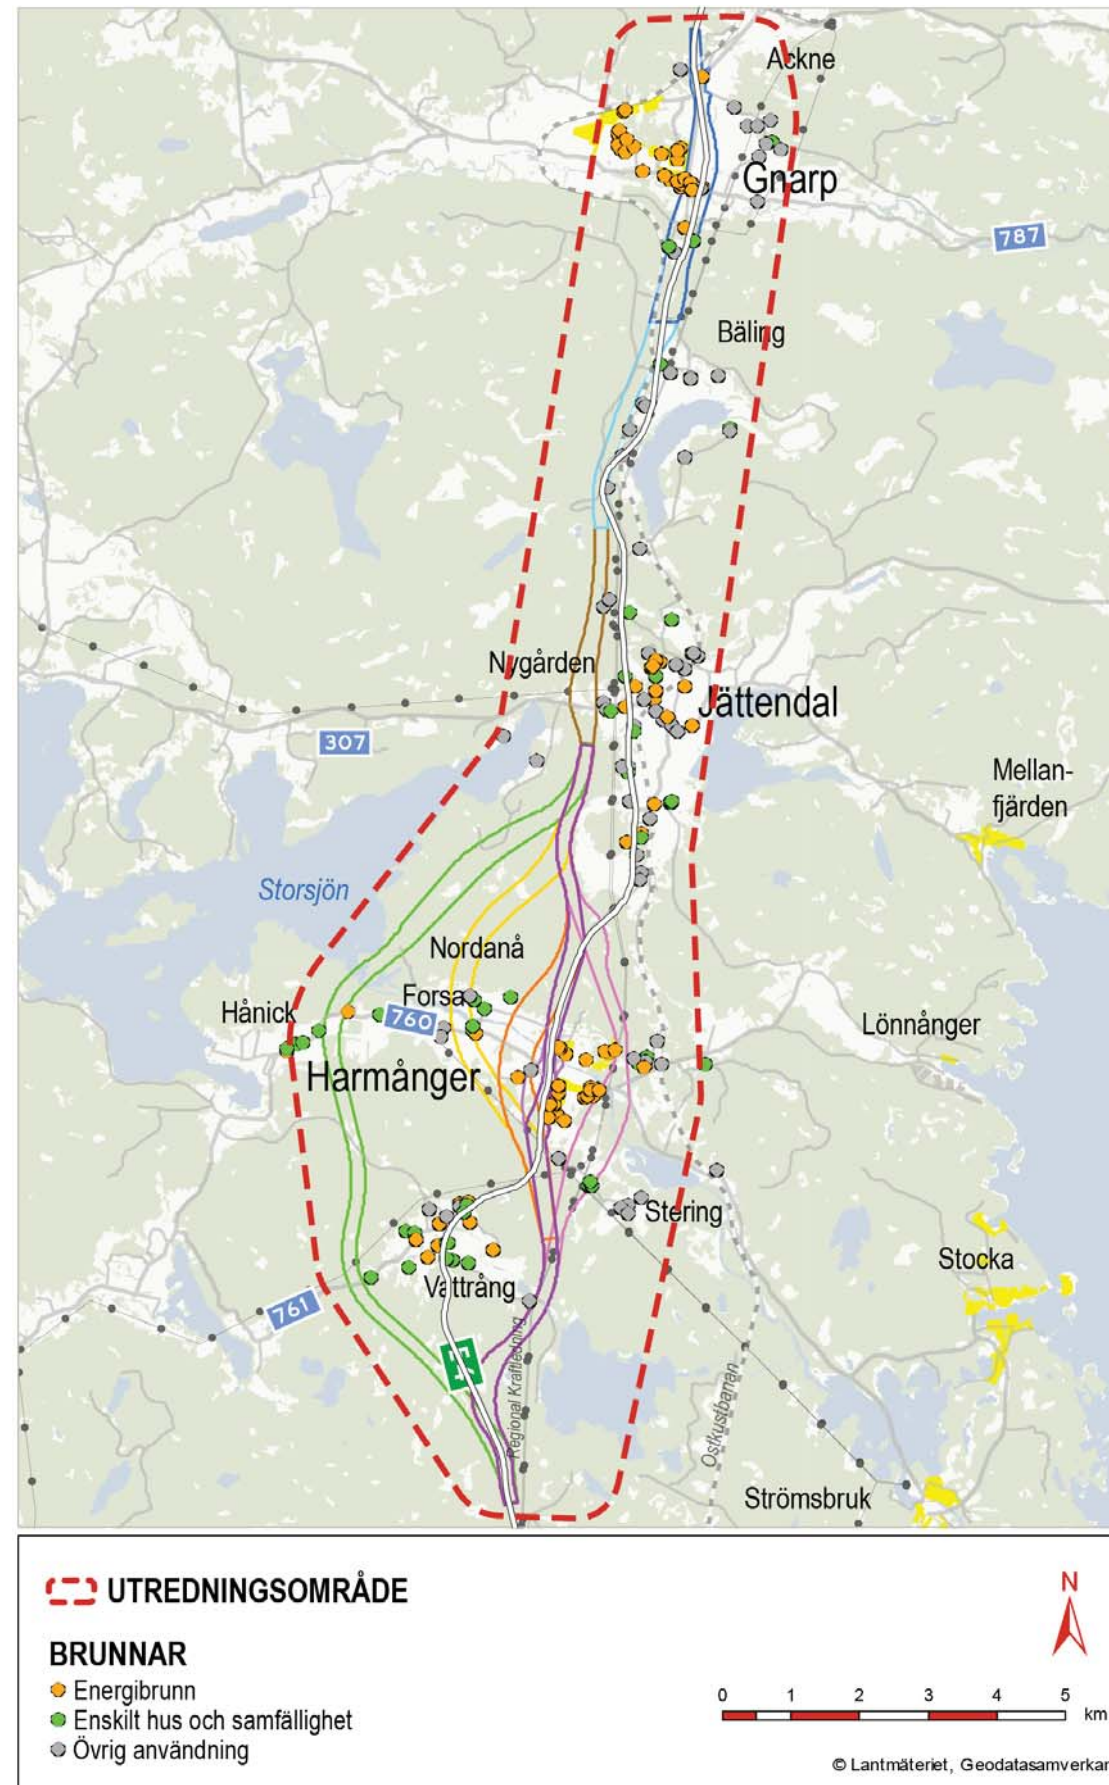 Ackne
Gnarp
787
Bäling
Nygården
Jättendal
307
Mellan-
fjärden
Storsjön
Nordanå
Forsa
Hånick
760
Lönnånger
Harmånger
Stering
Stocka
Vattrång
761
E4
Regional Kraftledning
Ostkustbanan
Strömsbruk
UTREDNINGSOMRÅDE
N
BRUNNAR
Energibrunn
Enskilt hus och samfällighet
Övrig användning
0 1 2 3 4 5
km
© Lantmäteriet, Geodatasamverkan